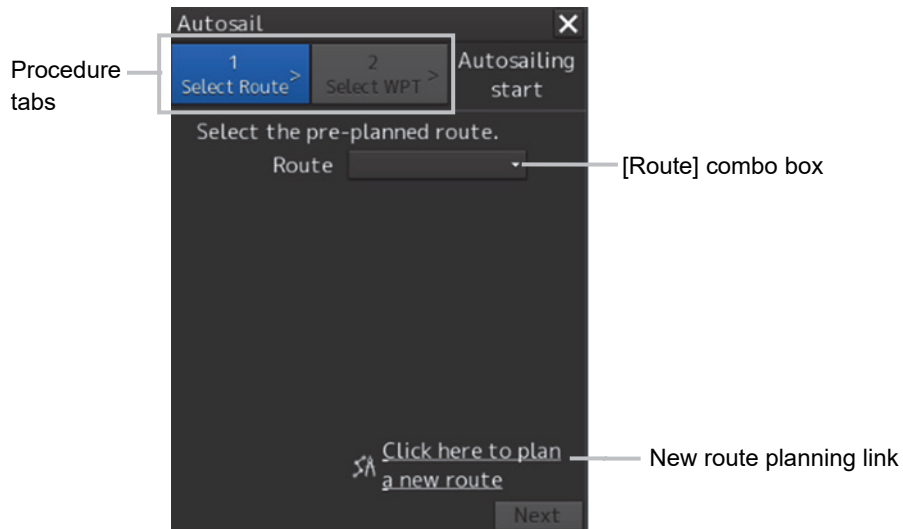 Autosail
Procedure
tabs
1
Select Route >
2
Select WPT >
Autosailing
start
Select the pre-planned route.
Route
[Route] combo box
Click here to plan
a new route
New route planning link
Next